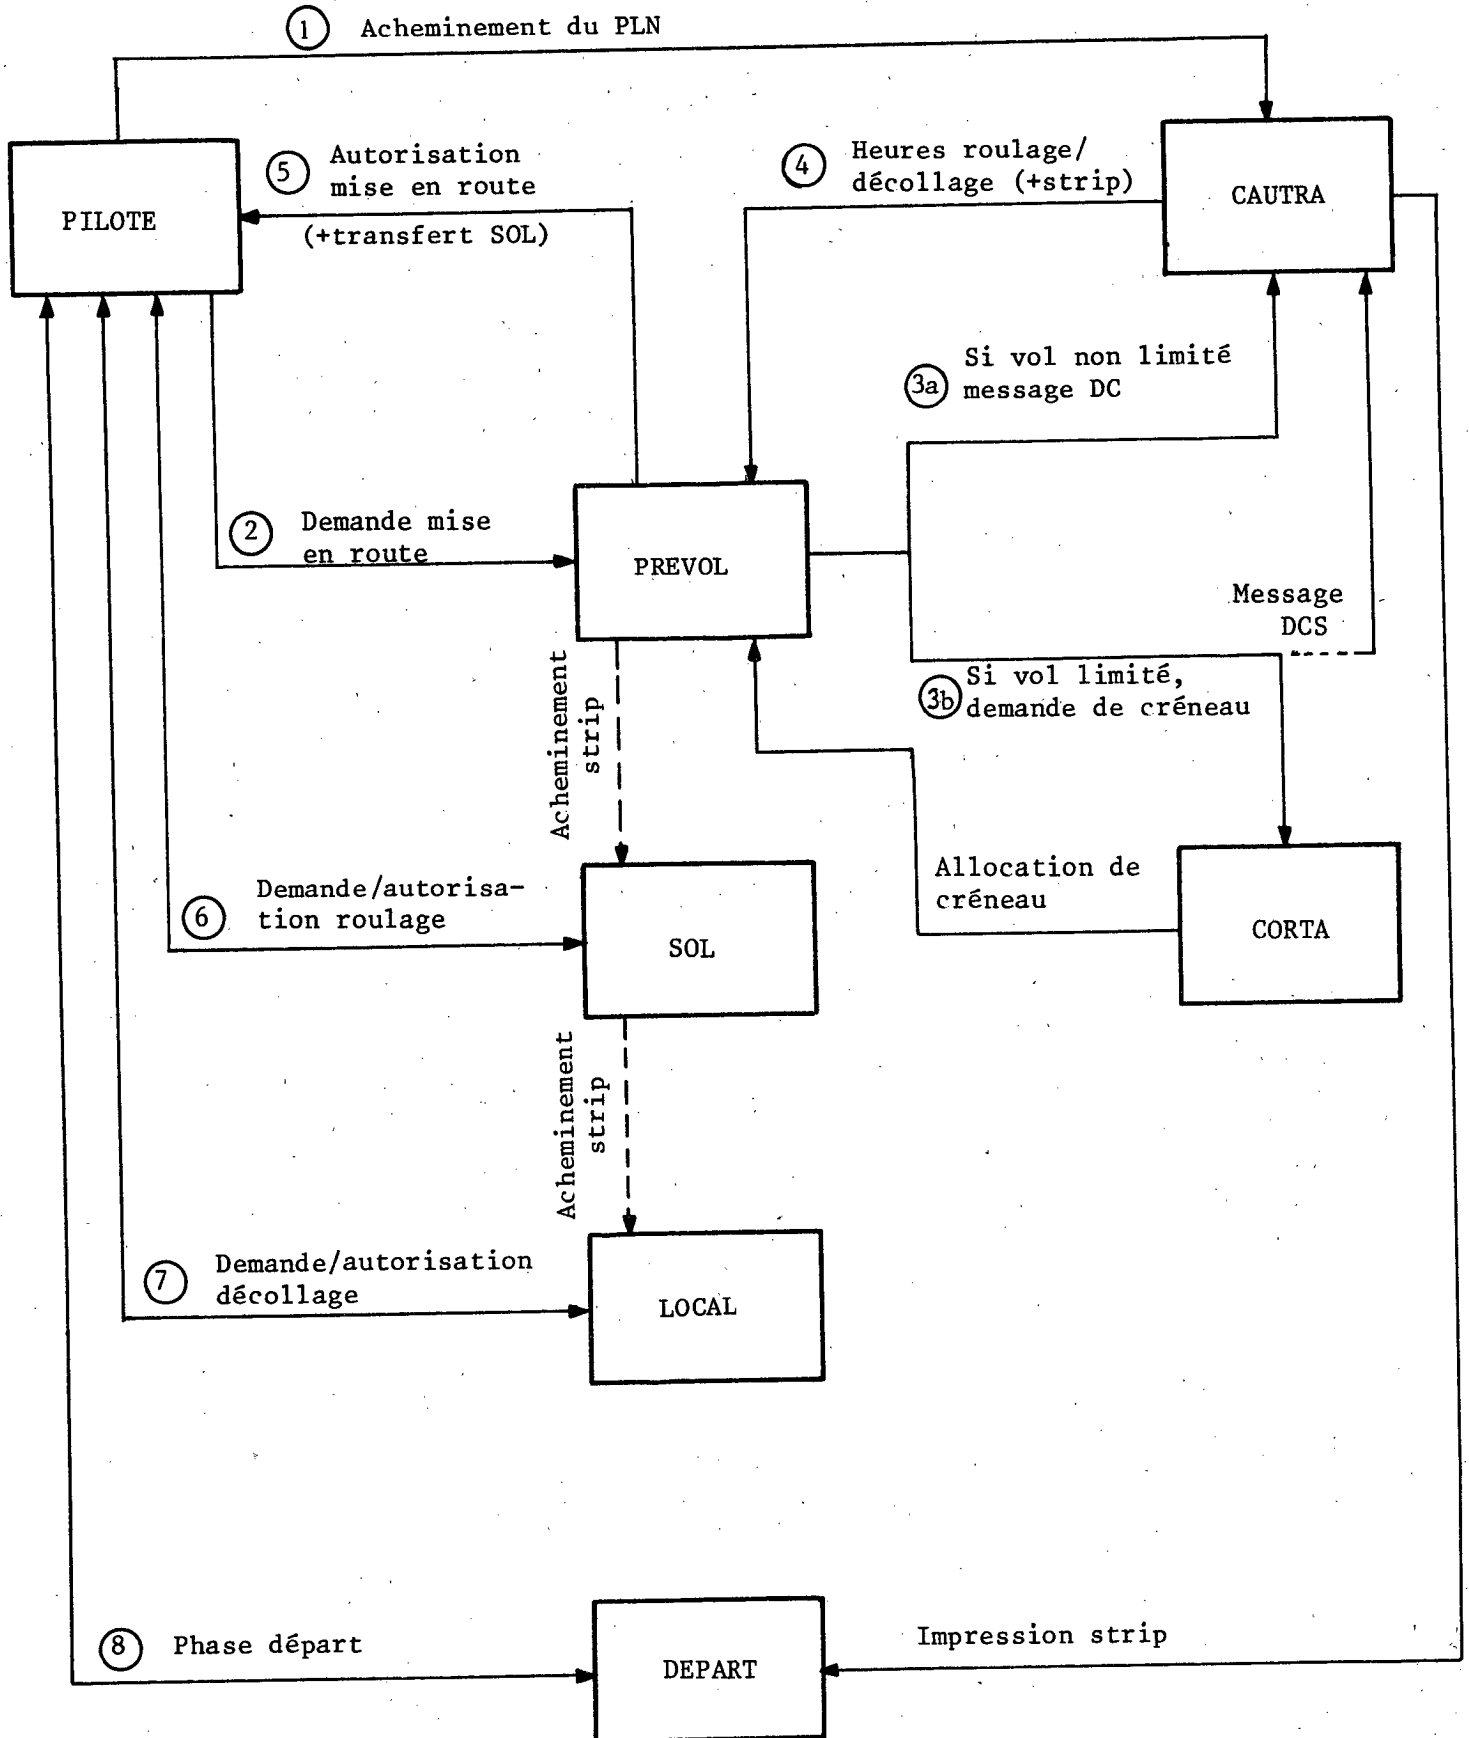 1 Acheminement du PLN
PILOTE
5 Autorisation
mise en route
(+transfert SOL)
4 Heures roulage/
décollage (+strip)
CAUTRA
3a Si vol non limité
message DC
2 Demande mise
en route
PREVOL
Message
DCS
3b Si vol limité,
demande de créneau
Acheminement
strip
Allocation de
créneau
CORTA
6 Demande/autorisa-
tion roulage
SOL
Acheminement
strip
7 Demande/autorisation
décollage
LOCAL
8 Phase départ
DEPART
Impression strip